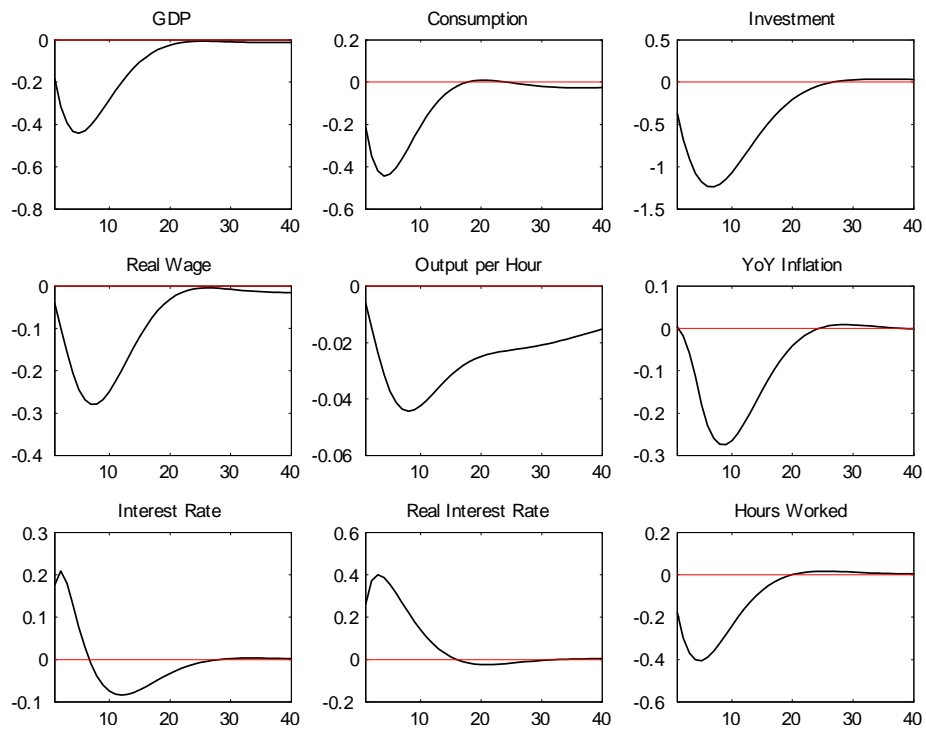 GDP
0
-0.2
-0.4
-0.6
-0.8
10 20 30 40
Consumption
0.2
0
-0.2
-0.4
-0.6
10 20 30 40
Investment
0.5
0
-0.5
-1
-1.5
10 20 30 40
Real Wage
0
-0.1
-0.2
-0.3
-0.4
10 20 30 40
Output per Hour
0
-0.02
-0.04
-0.06
10 20 30 40
YoY Inflation
0.1
0
-0.1
-0.2
-0.3
10 20 30 40
Interest Rate
0.3
0.2
0.1
0
-0.1
10 20 30 40
Real Interest Rate
0.6
0.4
0.2
0
-0.2
10 20 30 40
Hours Worked
0.2
0
-0.2
-0.4
-0.6
10 20 30 40